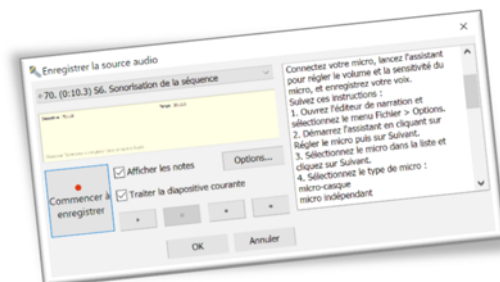 Enregistrer la source audio
70. (0:10.3) S6. Sonorisation de la séquence
Afficher les notes
Options...
Traiter la diapositive courante
Commencer à
enregistrer
OK
Annuler
Connectez votre micro, lancez l'assistant
pour régler le volume et la sensitivité du
micro, et enregistrez votre voix.
Suivez ces instructions :
1. Ouvrez l'éditeur de narration et
sélectionnez le menu Fichier > Options.
2. Démarrez l'assistant en cliquant sur
Régler le micro puis sur Suivant.
3. Sélectionnez le micro dans la liste et
cliquez sur Suivant.
4. Sélectionnez le type de micro :
micro-casque
micro indépendant